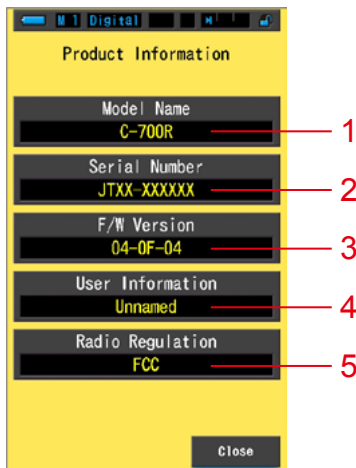 M 1 Digital
Product Information
Model Name
C-700R
1
Serial Number
JTXX-XXXXXX
2
F/W Version
04-0F-04
3
User Information
Unnamed
4
Radio Regulation
FCC
5
Close